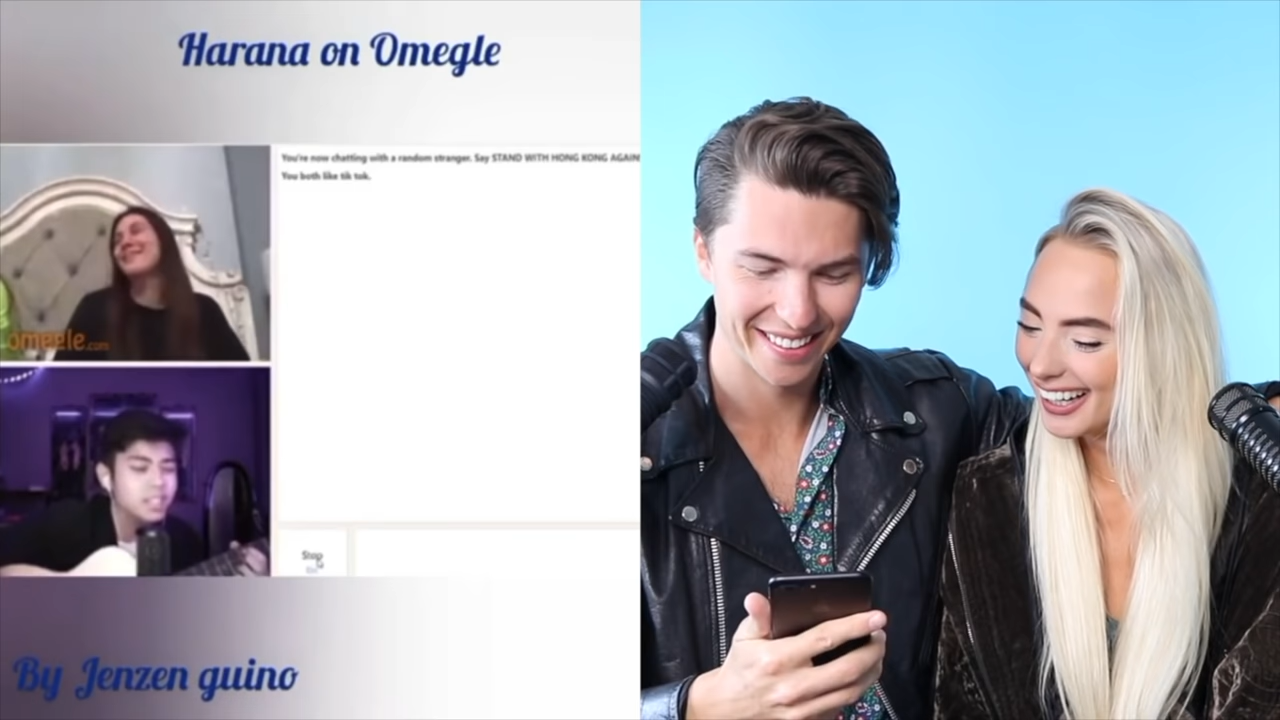 Harana on Omegle
You're now chatting with a random stranger. Say STAND WITH HONG KONG AGAIN
You both like tik tok.
omegle.com
Stop
By Jenzen guino